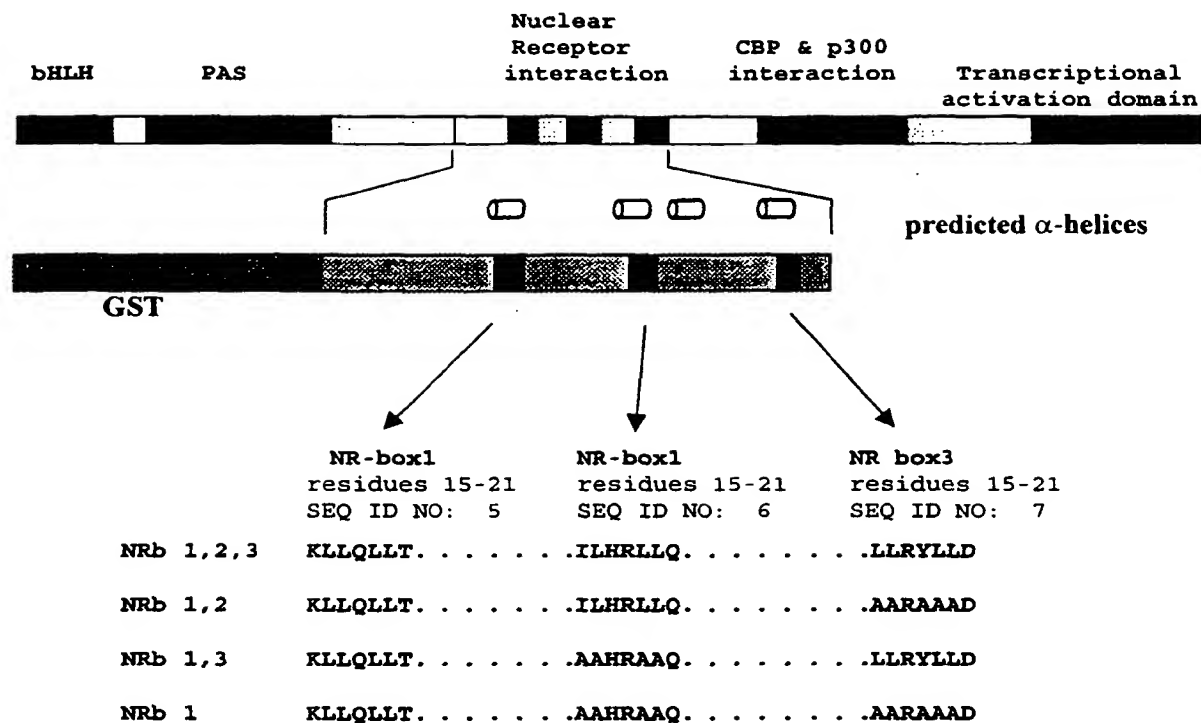 Nuclear
Receptor CBP & p300
bHLH PAS interaction interaction Transcriptional
activation domain
predicted α-helices
GST
NR-box1 NR-box1 NR box3
residues 15-21 residues 15-21 residues 15-21
SEQ ID NO: 5 SEQ ID NO: 6 SEQ ID NO: 7
NRb 1,2,3 KLLQLLT. . . . . . . .ILHRLLQ. . . . . . . . .LLRYLLD
NRb 1,2 KLLQLLT. . . . . . . .ILHRLLQ. . . . . . . . .AARAAAD
NRb 1,3 KLLQLLT. . . . . . . .AAHRAAQ. . . . . . . . .LLRYLLD
NRb 1 KLLQLLT. . . . . . . .AAHRAAQ. . . . . . . . .AARAAAD